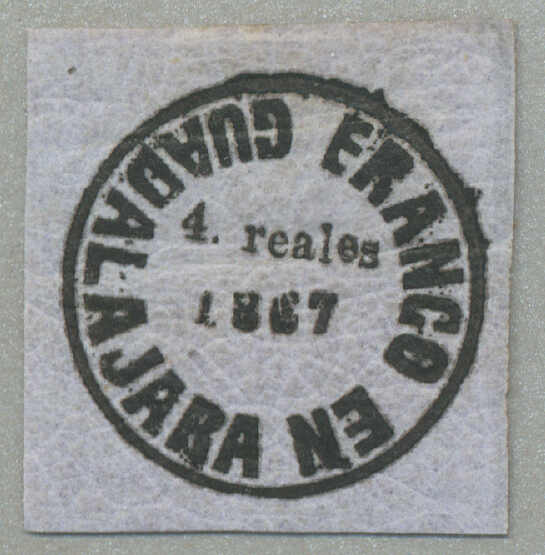 FRANCO EN GUADALAJARA
4. reales
1867